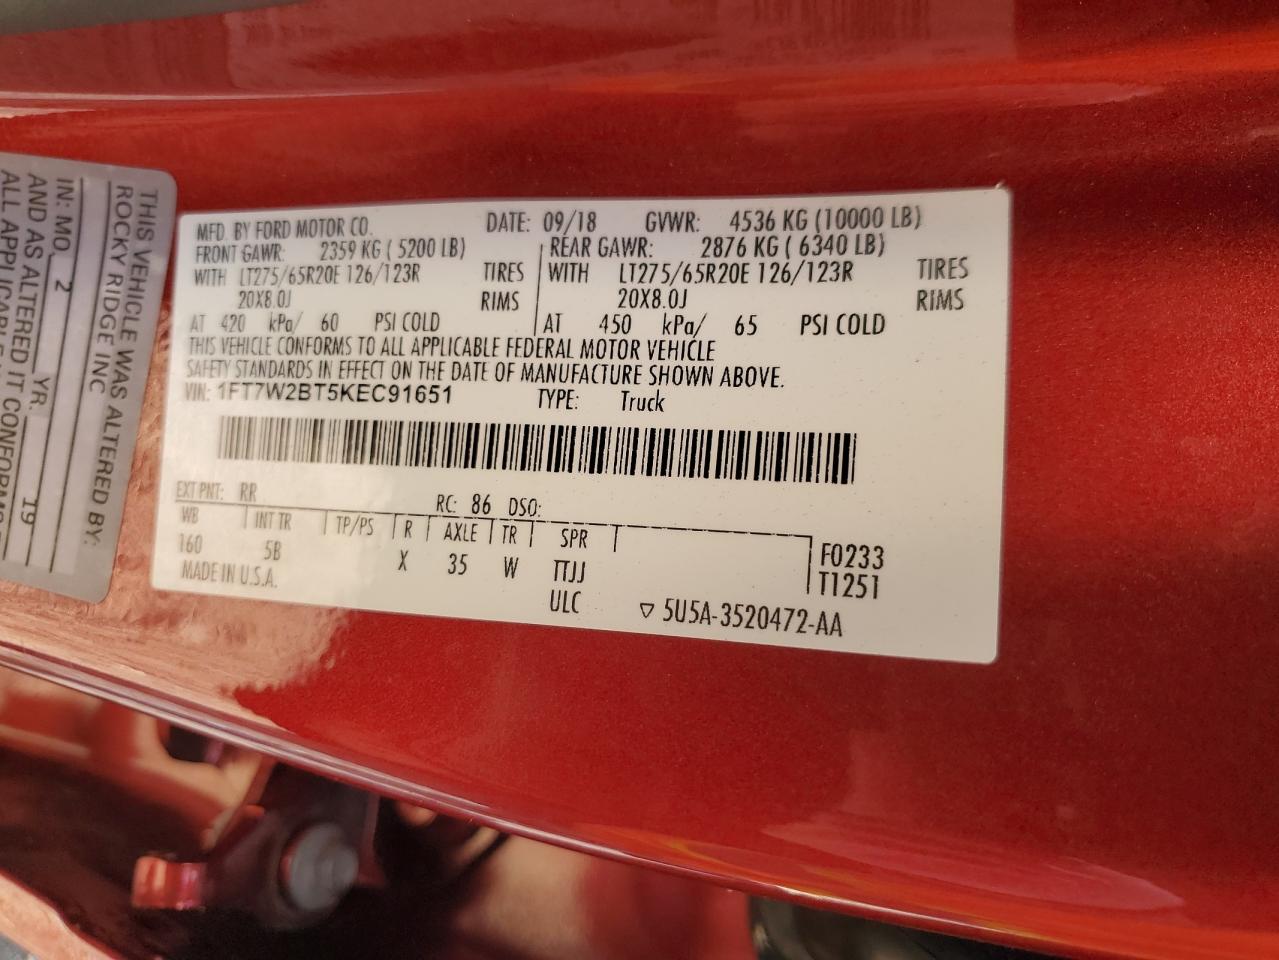 MFD. BY FORD MOTOR CO. DATE: 09/18 GVWR: 4536 KG (10000 LB)
FRONT GAWR: 2359 KG ( 5200 LB) REAR GAWR: 2876 KG ( 6340 LB)
WITH LT275/65R20E 126/123R TIRES WITH LT275/65R20E 126/123R TIRES
20X8.0J RIMS 20X8.0J RIMS
AT 420 kPa/ 60 PSI COLD AT 450 kPa/ 65 PSI COLD
THIS VEHICLE CONFORMS TO ALL APPLICABLE FEDERAL MOTOR VEHICLE
SAFETY STANDARDS IN EFFECT ON THE DATE OF MANUFACTURE SHOWN ABOVE.
VIN: 1FT7W2BT5KEC91651 TYPE: Truck
EXT PNT: RR RC: 86 DSO:
WB INT TR TP/PS R AXLE TR SPR
160 5B X 35 W TTJJ
ULC
F0233
T1251
MADE IN U.S.A.
▽ 5U5A-3520472-AA
THIS VEHICLE WAS ALTERED BY:
ROCKY RIDGE INC
IN: MO. 2 YR. 19
AND AS ALTERED IT CONFORMS
ALL APPLICABLE